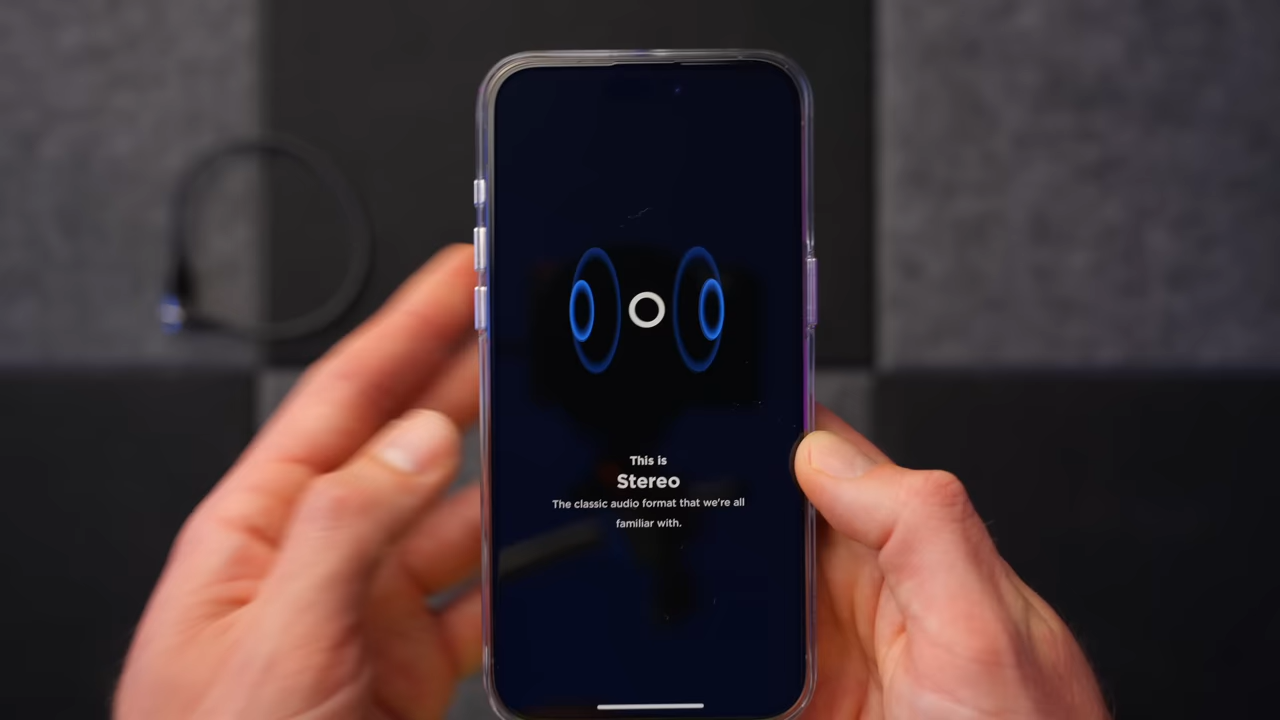 This is
Stereo
The classic audio format that we're all
familiar with.